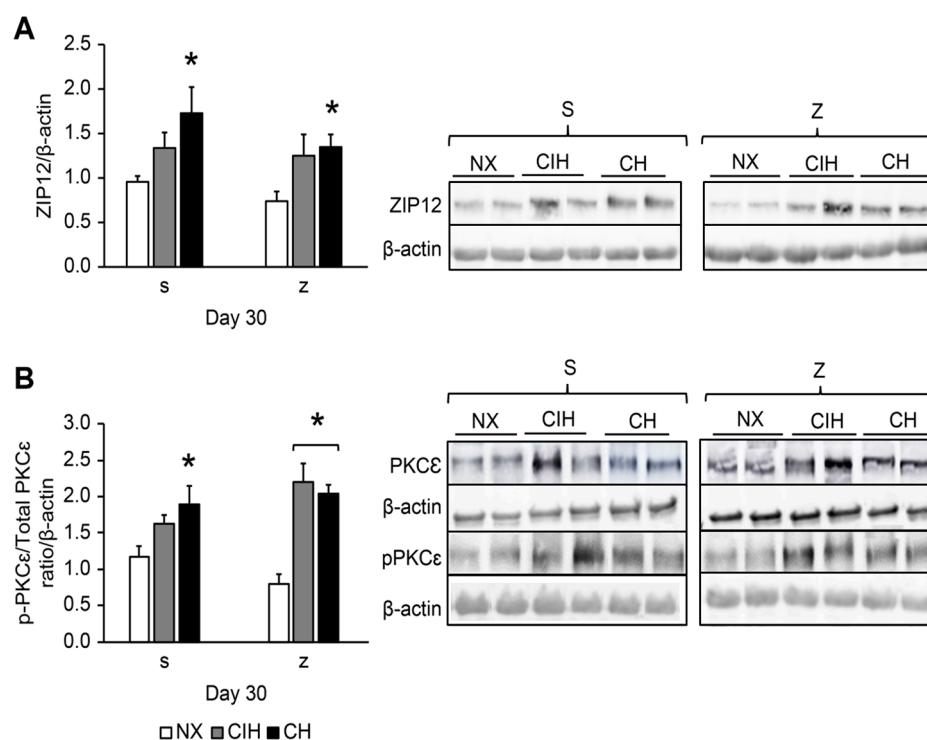 A
2.5
2.0
1.5
1.0
0.5
0.0
ZIP12/β-actin
*
*
s
z
Day 30
S
Z
NX
CIH
CH
NX
CIH
CH
ZIP12
β-actin
B
3.0
2.5
2.0
1.5
1.0
0.5
0.0
p-PKCε/Total PKCε
ratio/β-actin
*
*
s
z
Day 30
NX CIH CH
S
Z
NX
CIH
CH
NX
CIH
CH
PKCƐ
β-actin
pPKCε
β-actin